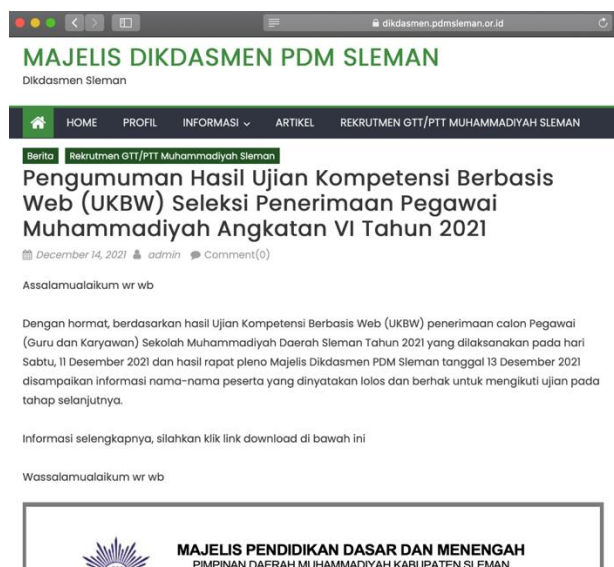 dikdasmen.pdmsleman.or.id
MAJELIS DIKDASMEN PDM SLEMAN
Dikdasmen Sleman
HOME PROFIL INFORMASI ARTIKEL REKRUTMEN GTT/PTT MUHAMMADIYAH SLEMAN
Berita Rekrutmen GTT/PTT Muhammadiyah Sleman
Pengumuman Hasil Ujian Kompetensi Berbasis
Web (UKBW) Seleksi Penerimaan Pegawai
Muhammadiyah Angkatan VI Tahun 2021
December 14, 2021 admin Comment(0)
Assalamualaikum wr wb
Dengan hormat, berdasarkan hasil Ujian Kompetensi Berbasis Web (UKBW) penerimaan calon Pegawai
(Guru dan Karyawan) Sekolah Muhammadiyah Daerah Sleman Tahun 2021 yang dilaksanakan pada hari
Sabtu, 11 Desember 2021 dan hasil rapat pleno Majelis Dikdasmen PDM Sleman tanggal 13 Desember 2021
disampaikan informasi nama-nama peserta yang dinyatakan lolos dan berhak untuk mengikuti ujian pada
tahap selanjutnya.
Informasi selengkapnya, silahkan klik link download di bawah ini
Wassalamualaikum wr wb
MAJELIS PENDIDIKAN DASAR DAN MENENGAH
PIMPINAN DAERAH MUHAMMADIYAH KABUPATEN SLEMAN